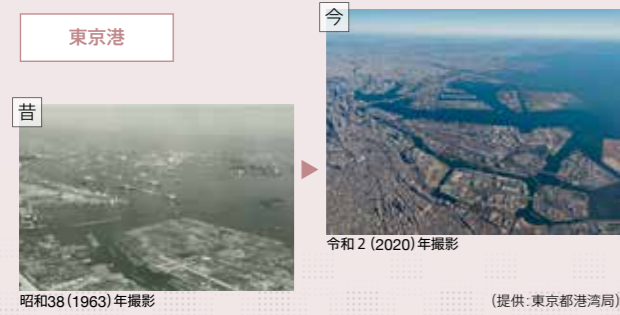 東京港
昔
昭和38(1963)年撮影
今
令和2(2020)年撮影
(提供:東京都港湾局)